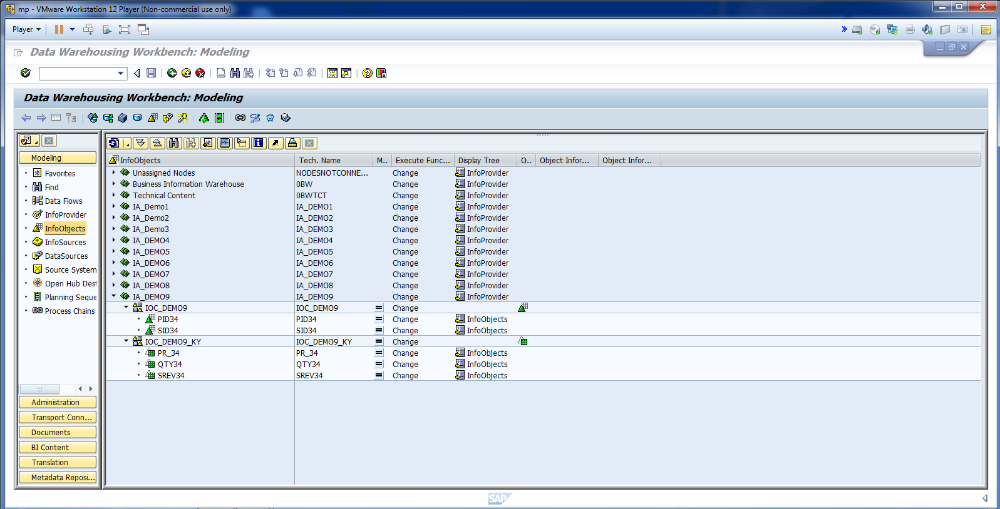 mp - VMware Workstation 12 Player (Non-commercial use only)
Player
Data Warehousing Workbench: Modeling
Data Warehousing Workbench: Modeling
Modeling
Favorites
Find
Data Flows
InfoProvider
InfoObjects
InfoSources
DataSources
Source System
Open Hub Dest
Planning Seque
Process Chains
Administration
Transport Conn...
Documents
BI Content
Translation
Metadata Reposi...
InfoObjects Tech. Name M.. Execute Func... Display Tree O.. Object Infor... Object Infor...
Unassigned Nodes NODESNOTCONNE... Change InfoProvider
Business Information Warehouse 0BW Change InfoProvider
Technical Content 0BWTCT Change InfoProvider
IA_Demo1 IA_DEMO1 Change InfoProvider
IA_Demo2 IA_DEMO2 Change InfoProvider
IA_Demo3 IA_DEMO3 Change InfoProvider
IA_DEMO4 IA_DEMO4 Change InfoProvider
IA_DEMO5 IA_DEMO5 Change InfoProvider
IA_DEMO6 IA_DEMO6 Change InfoProvider
IA_DEMO7 IA_DEMO7 Change InfoProvider
IA_DEMO8 IA_DEMO8 Change InfoProvider
IA_DEMO9 IA_DEMO9 Change InfoProvider
IOC_DEMO9 IOC_DEMO9 = Change
PID34 PID34 = Change InfoObjects
SID34 SID34 = Change InfoObjects
IOC_DEMO9_KY IOC_DEMO9_KY = Change
PR_34 PR_34 = Change InfoObjects
QTY34 QTY34 = Change InfoObjects
SREV34 SREV34 = Change InfoObjects
SAP